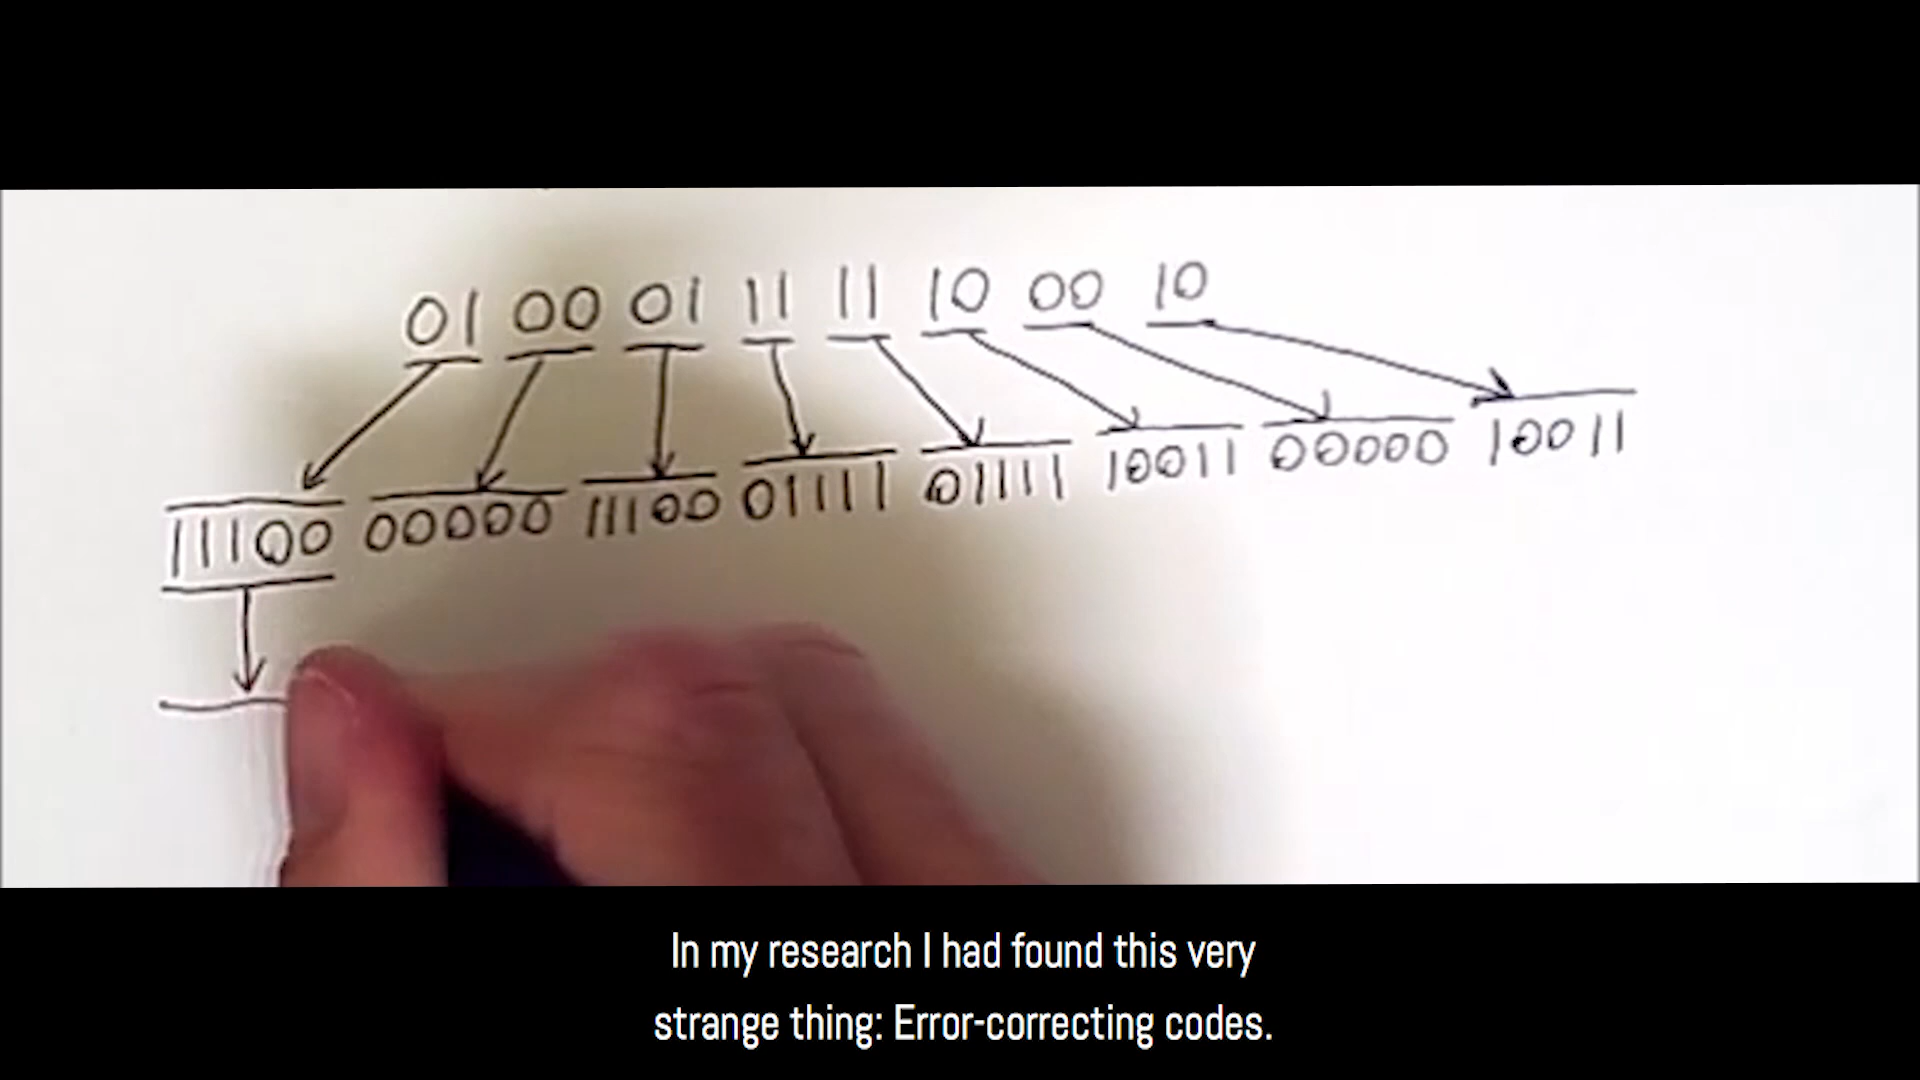 01 00 01 11 11 10 00 10
11100 00000 11100 01111 01111 10011 00000 10011
In my research I had found this very
strange thing: Error-correcting codes.